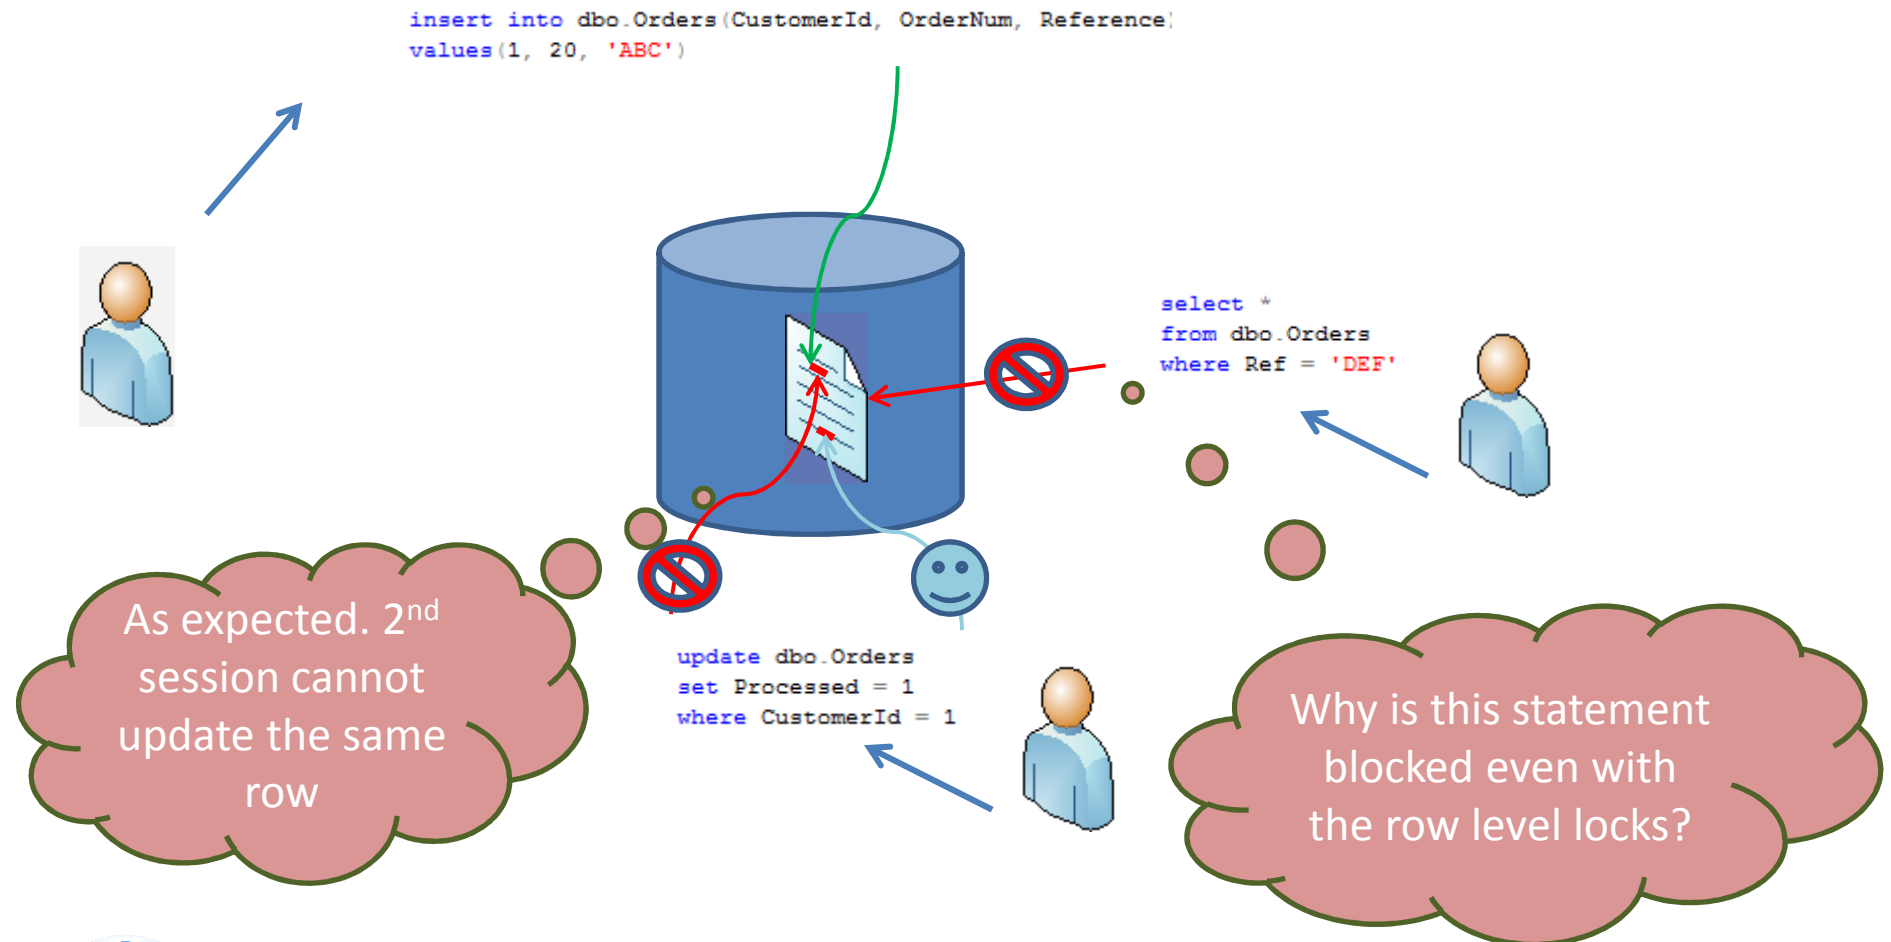 insert into dbo.Orders(CustomerId, OrderNum, Reference)
values(1, 20, 'ABC')
select *
from dbo.Orders
where Ref = 'DEF'
As expected. 2nd
session cannot
update the same
row
update dbo.Orders
set Processed = 1
where CustomerId = 1
Why is this statement
blocked even with
the row level locks?